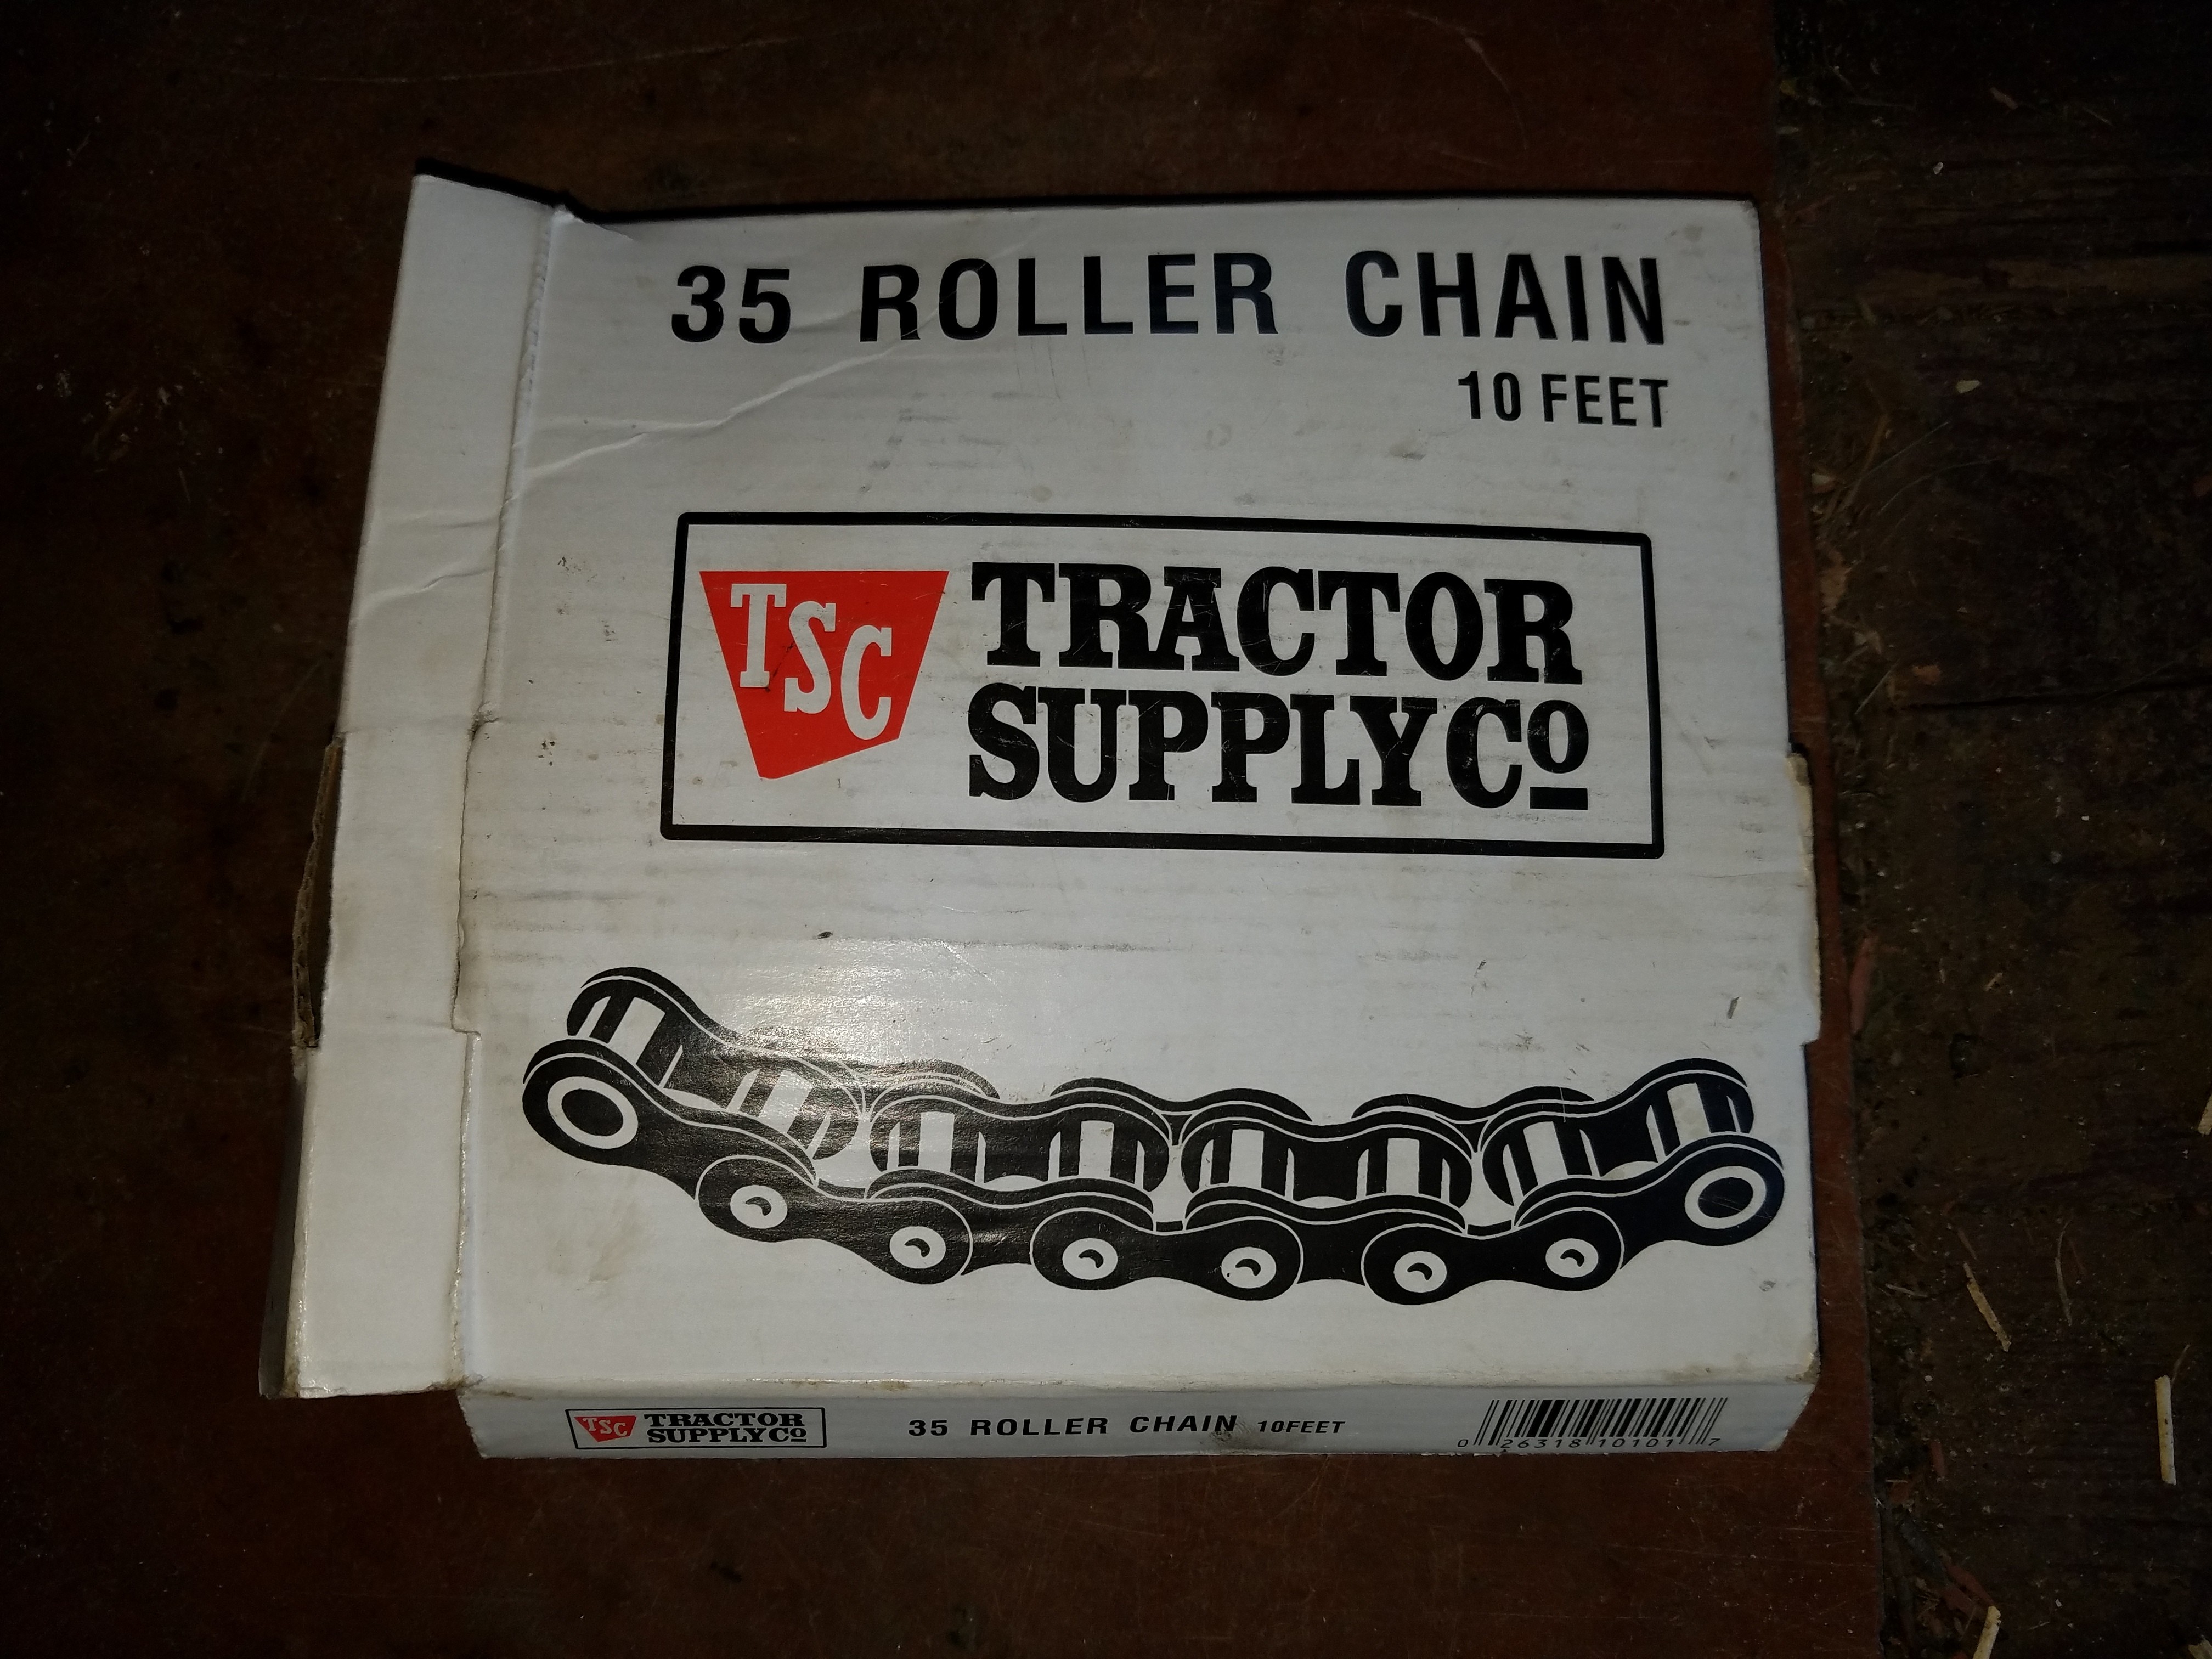 35 ROLLER CHAIN
10 FEET
TSC
TRACTOR
SUPPLY Co
TSC
TRACTOR
SUPPLY Co
35 ROLLER CHAIN 10FEET
0 26318 10101 7